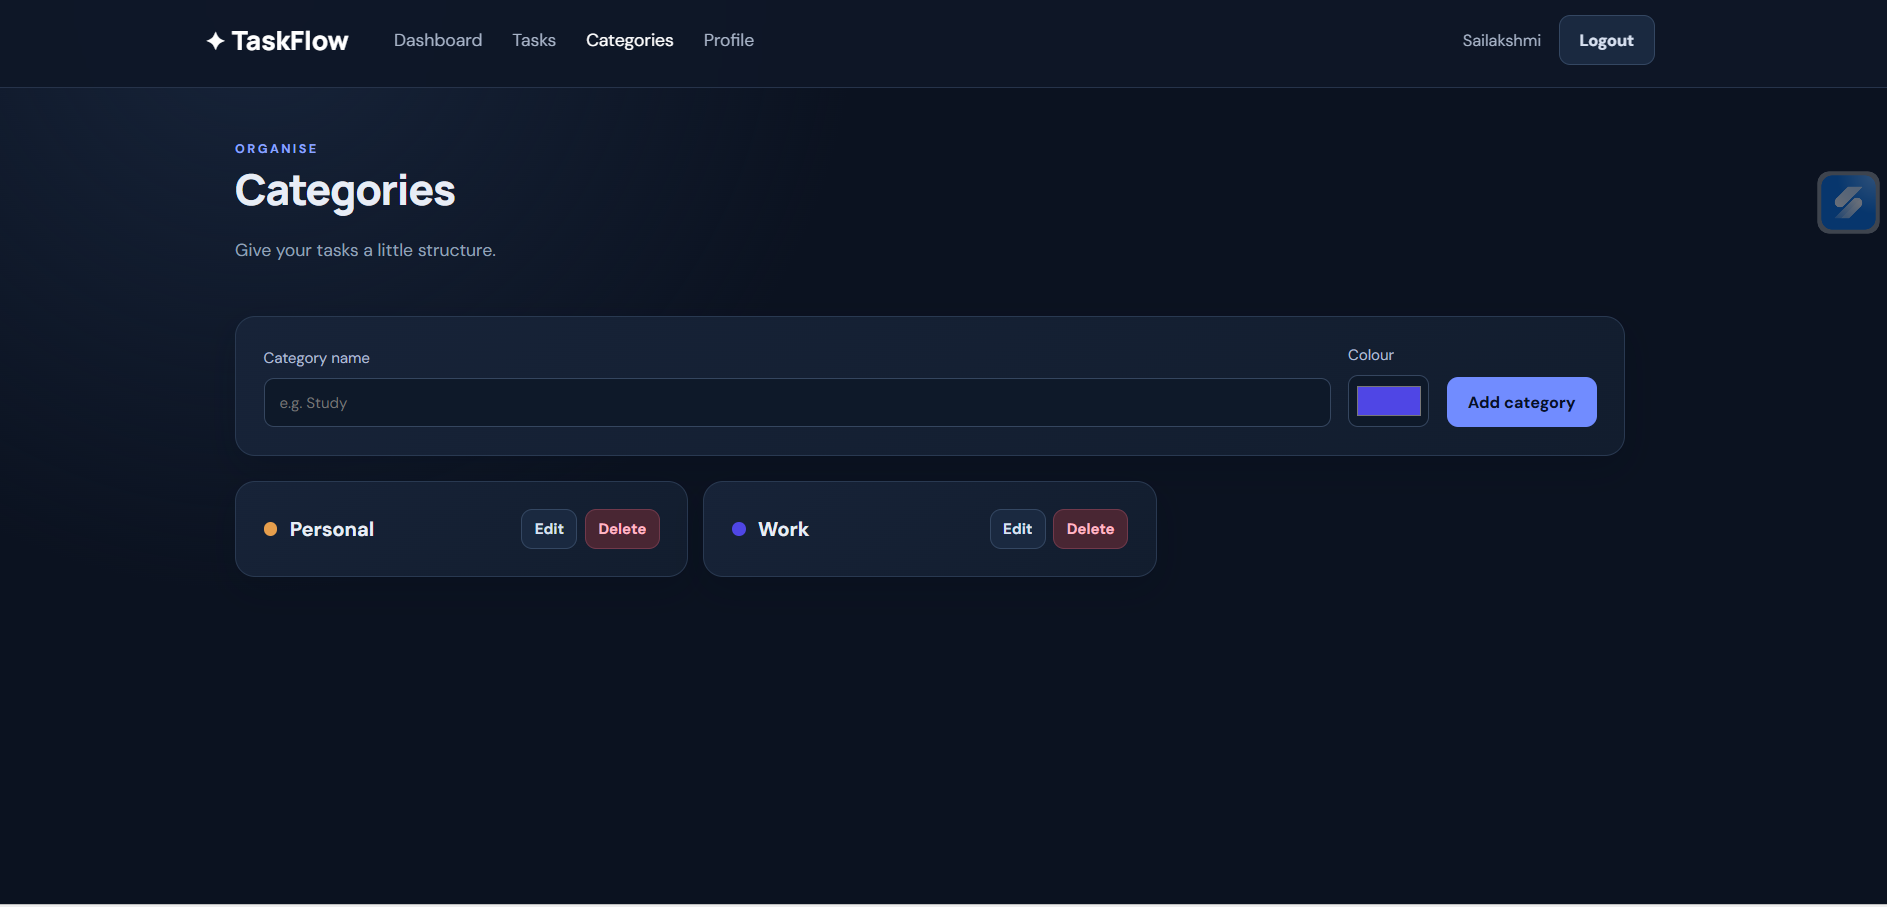 ✦ TaskFlow Dashboard Tasks Categories Profile Sailakshmi Logout
ORGANISE
Categories
Give your tasks a little structure.
Category name Colour
e.g. Study Add category
Personal Edit Delete Work Edit Delete